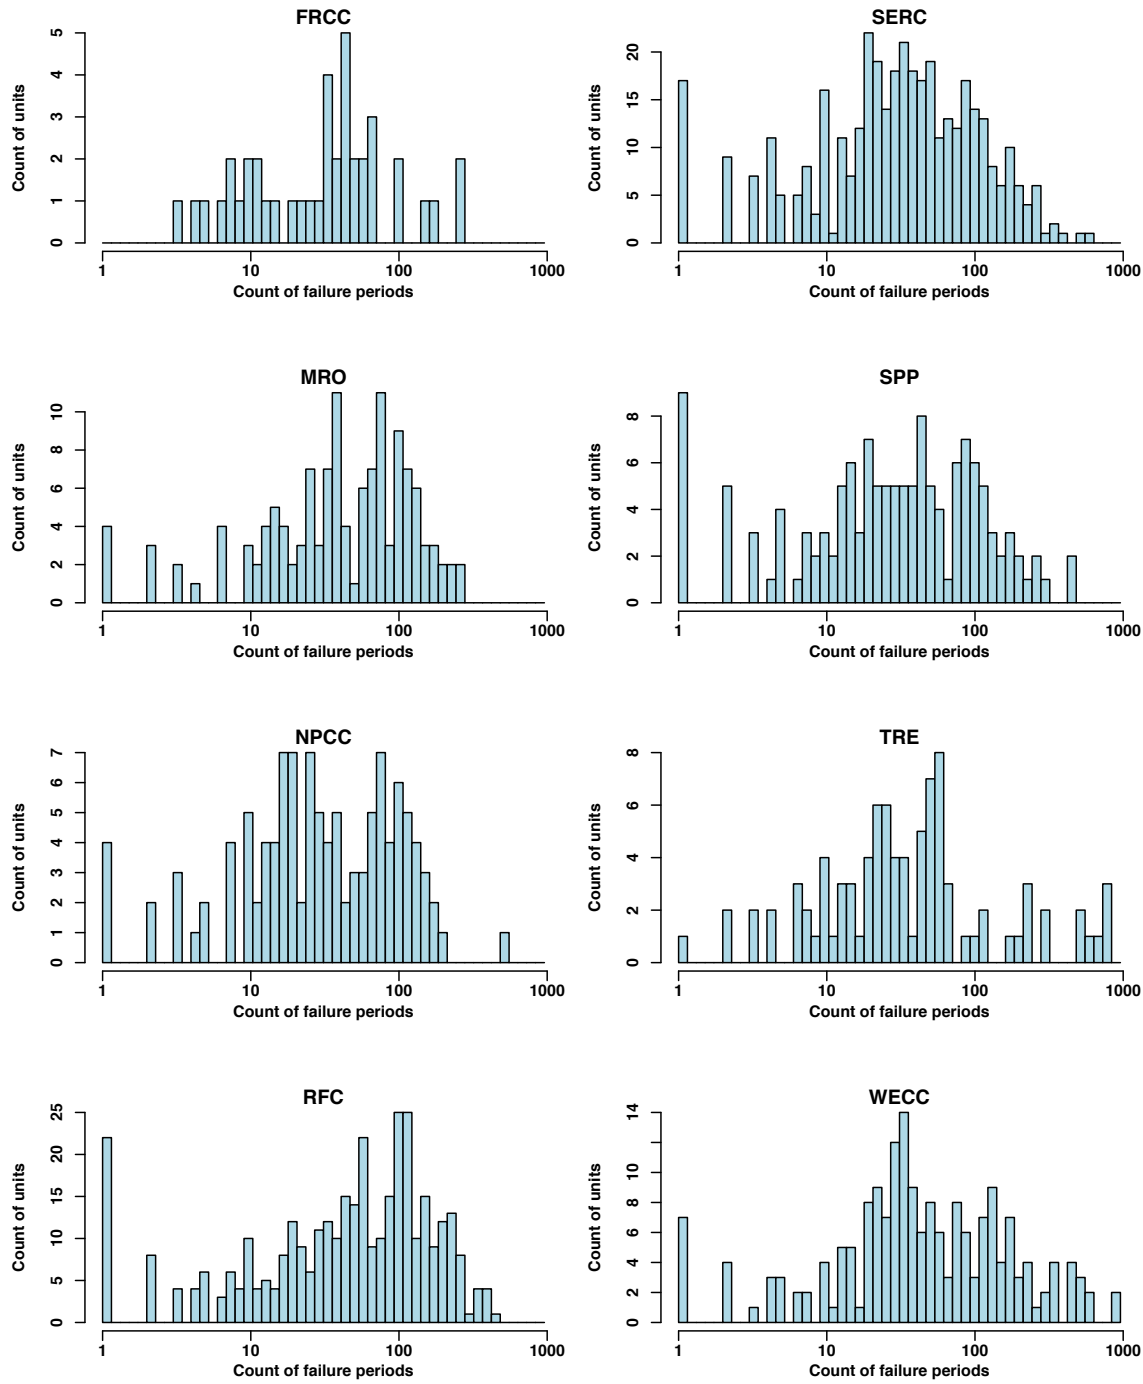 FRCC
Count of units
0 1 2 3 4 5
1 10 100 1000
Count of failure periods
SERC
Count of units
0 5 10 15 20
1 10 100 1000
Count of failure periods
MRO
Count of units
0 2 4 6 8 10
1 10 100 1000
Count of failure periods
SPP
Count of units
0 2 4 6 8
1 10 100 1000
Count of failure periods
NPCC
Count of units
0 1 2 3 4 5 6 7
1 10 100 1000
Count of failure periods
TRE
Count of units
0 2 4 6 8
1 10 100 1000
Count of failure periods
RFC
Count of units
0 5 10 15 20 25
1 10 100 1000
Count of failure periods
WECC
Count of units
0 2 4 6 8 10 14
1 10 100 1000
Count of failure periods